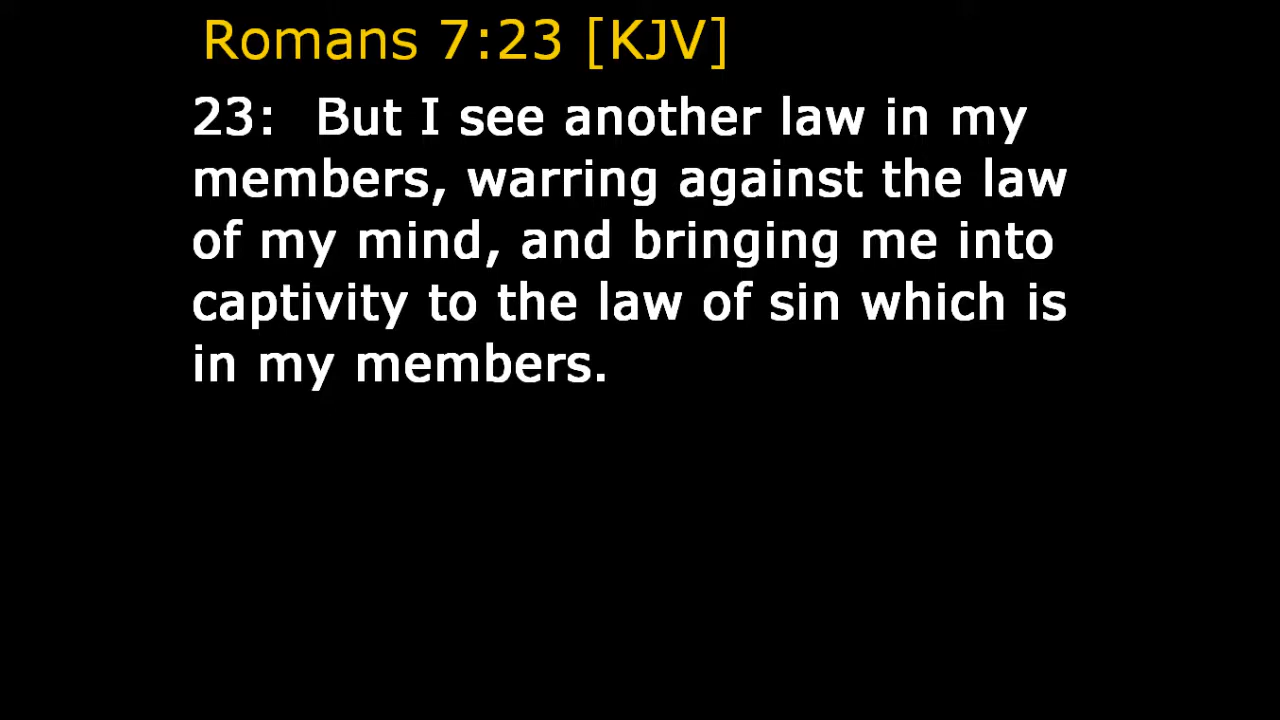 Romans 7:23 [KJV]
23:  But I see another law in my
members, warring against the law
of my mind, and bringing me into
captivity to the law of sin which is
in my members.